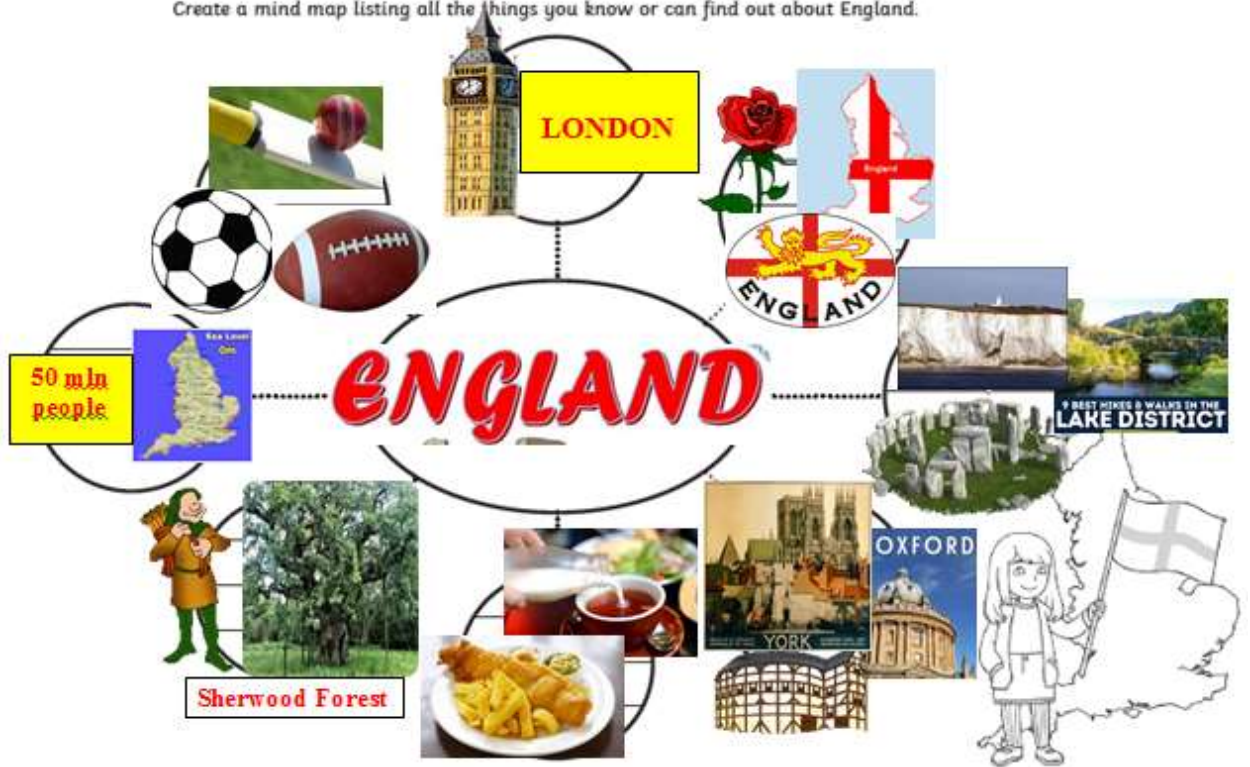 Create a mind map listing all the things you know or can find out about England.
LONDON
England
ENGLAND
50 mln
people
Sea Level
0m
ENGLAND
9 BEST HIKES & WALKS IN THE
LAKE DISTRICT
OXFORD
YORK
Sherwood Forest